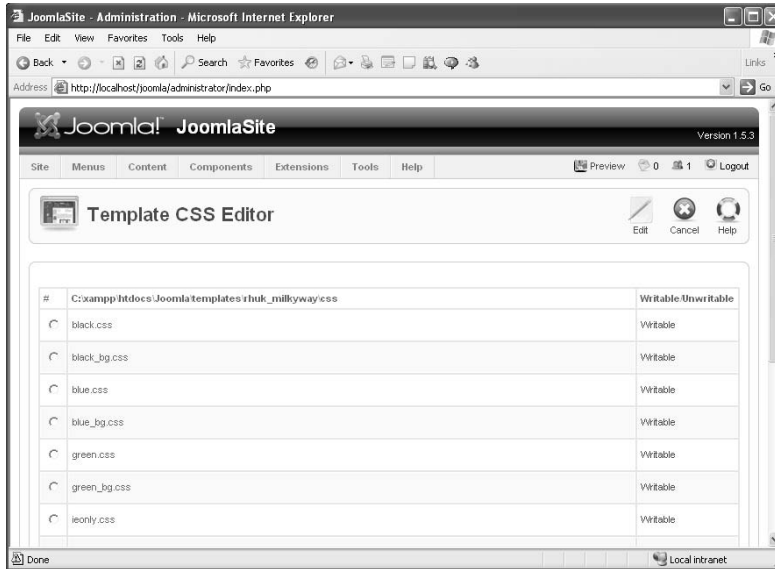 JoomlaSite - Administration - Microsoft Internet Explorer
File Edit View Favorites Tools Help
Back Search Favorites Links
Address http://localhost/joomla/administrator/index.php Go
Joomla! JoomlaSite
Version 1.5.3
Site Menus Content Components Extensions Tools Help Preview 0 1 Logout
Template CSS Editor
Edit Cancel Help
# C:\xampp\htdocs\Joomla\templates\rhuk_milkyway\css Writable/Unwritable
black.css Writable
black_bg.css Writable
blue.css Writable
blue_bg.css Writable
green.css Writable
green_bg.css Writable
ieonly.css Writable
Done Local intranet